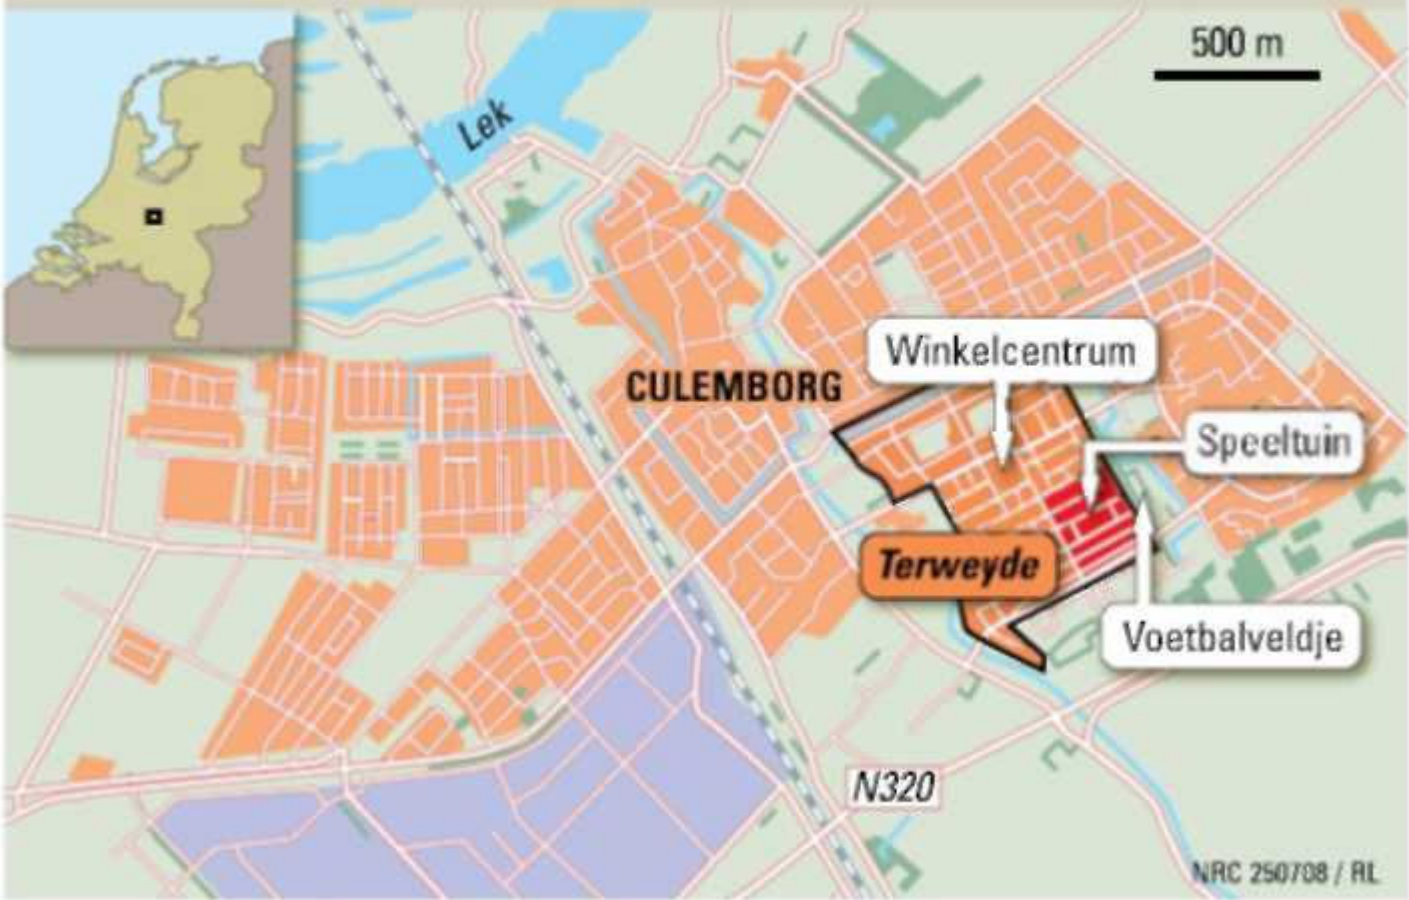 500 m
Lek
Winkelcentrum
CULEMBORG
Speeltuin
Terweyde
Voetbalveldje
N320
NRC 250708 / RL